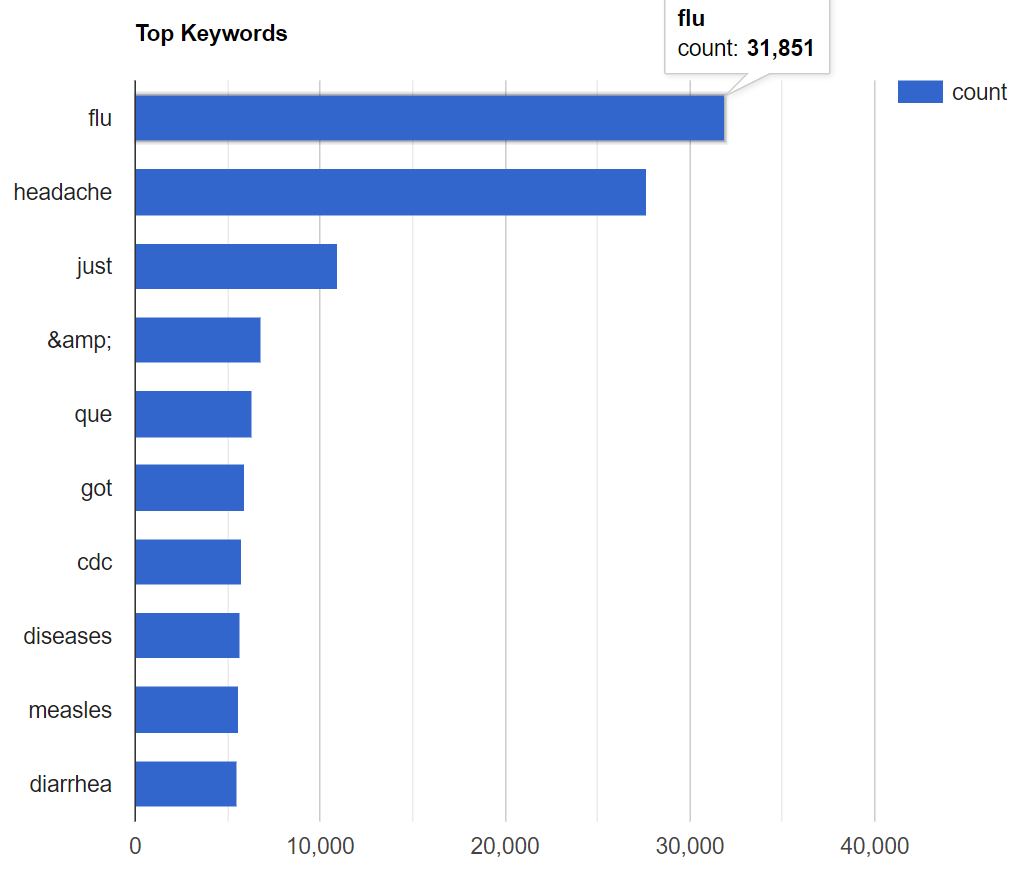 Top Keywords
flu
count: 31,851
count
flu
headache
just
&amp;
que
got
cdc
diseases
measles
diarrhea
0 10,000 20,000 30,000 40,000